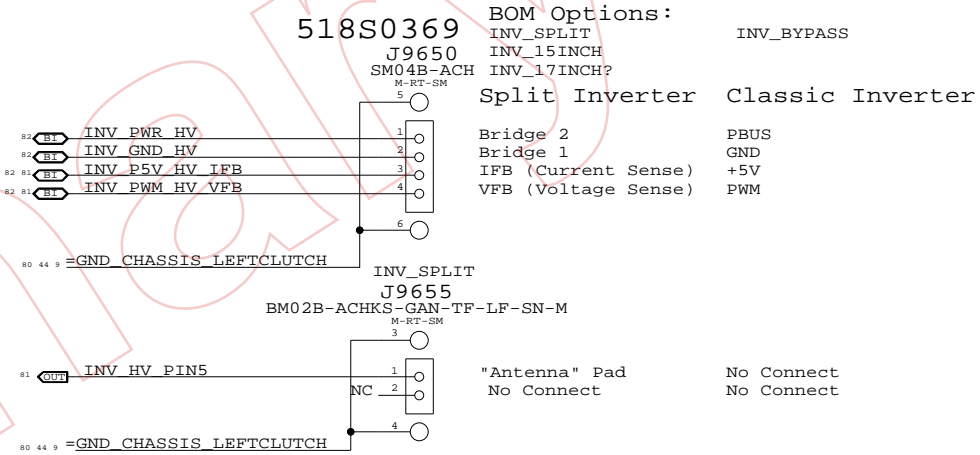 BOM Options:
518S0369 INV_SPLIT INV_BYPASS
J9650 INV_15INCH
SM04B-ACH INV_17INCH?
M-RT-SM
5 Split Inverter Classic Inverter
82 BI INV_PWR_HV 1 Bridge 2 PBUS
82 BI INV_GND_HV 2 Bridge 1 GND
82 81 BI INV_P5V_HV_IFB 3 IFB (Current Sense) +5V
82 81 BI INV_PWM_HV_VFB 4 VFB (Voltage Sense) PWM
6
80 44 9 =GND_CHASSIS_LEFTCLUTCH
INV_SPLIT
J9655
BM02B-ACHKS-GAN-TF-LF-SN-M
M-RT-SM
3
81 OUT INV_HV_PIN5 1 "Antenna" Pad No Connect
NC 2 No Connect No Connect
4
80 44 9 =GND_CHASSIS_LEFTCLUTCH